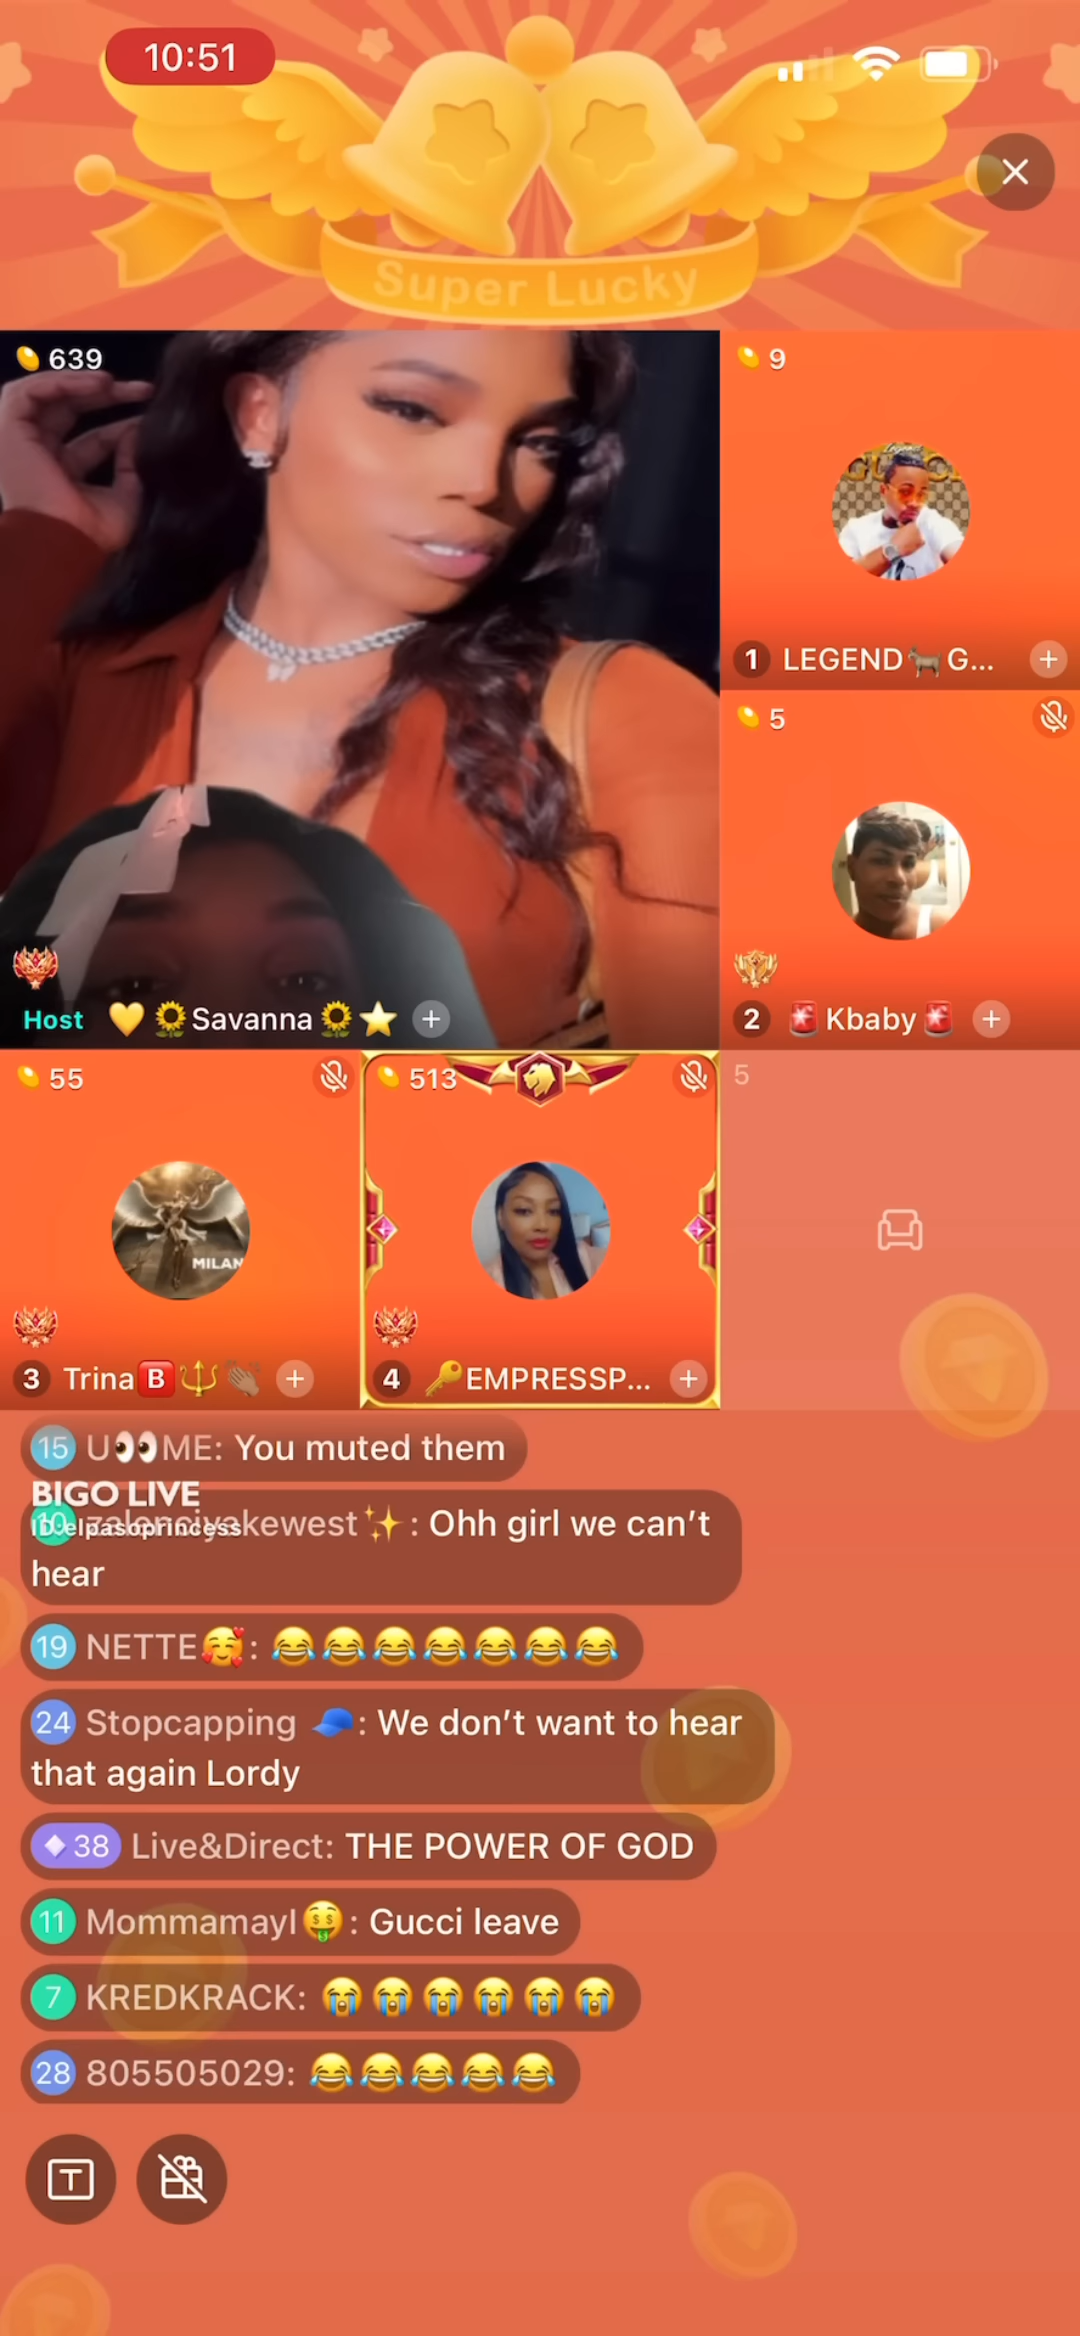 10:51
Super Lucky
639
9
1 LEGEND🐐G...
5
Host 💛🌻Savanna🌻⭐
2 🚨Kbaby🚨
55
513
5
MILAN
3 Trina🅱️🔱👏🏾
4 🔑EMPRESSP...
15 U👀ME: You muted them
BIGO LIVE
ID:elpasoprincess
10 kewest✨: Ohh girl we can’t
hear
19 NETTE🥰: 😂😂😂😂😂😂😂
24 Stopcapping 🧢: We don’t want to hear
that again Lordy
38 Live&Direct: THE POWER OF GOD
11 MommamayI🤑: Gucci leave
7 KREDKRACK: 😭😭😭😭😭😭
28 805505029: 😂😂😂😂😂
T